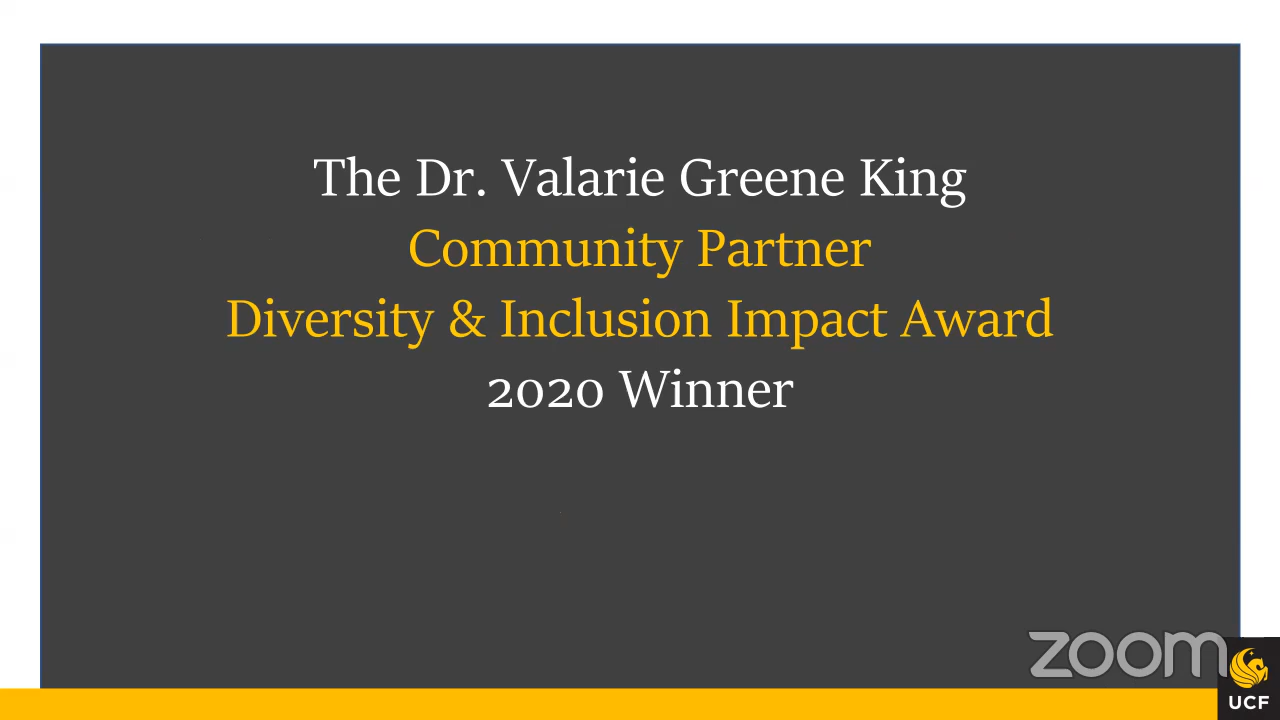 The Dr. Valarie Greene King
Community Partner
Diversity & Inclusion Impact Award
2020 Winner
zoom
UCF